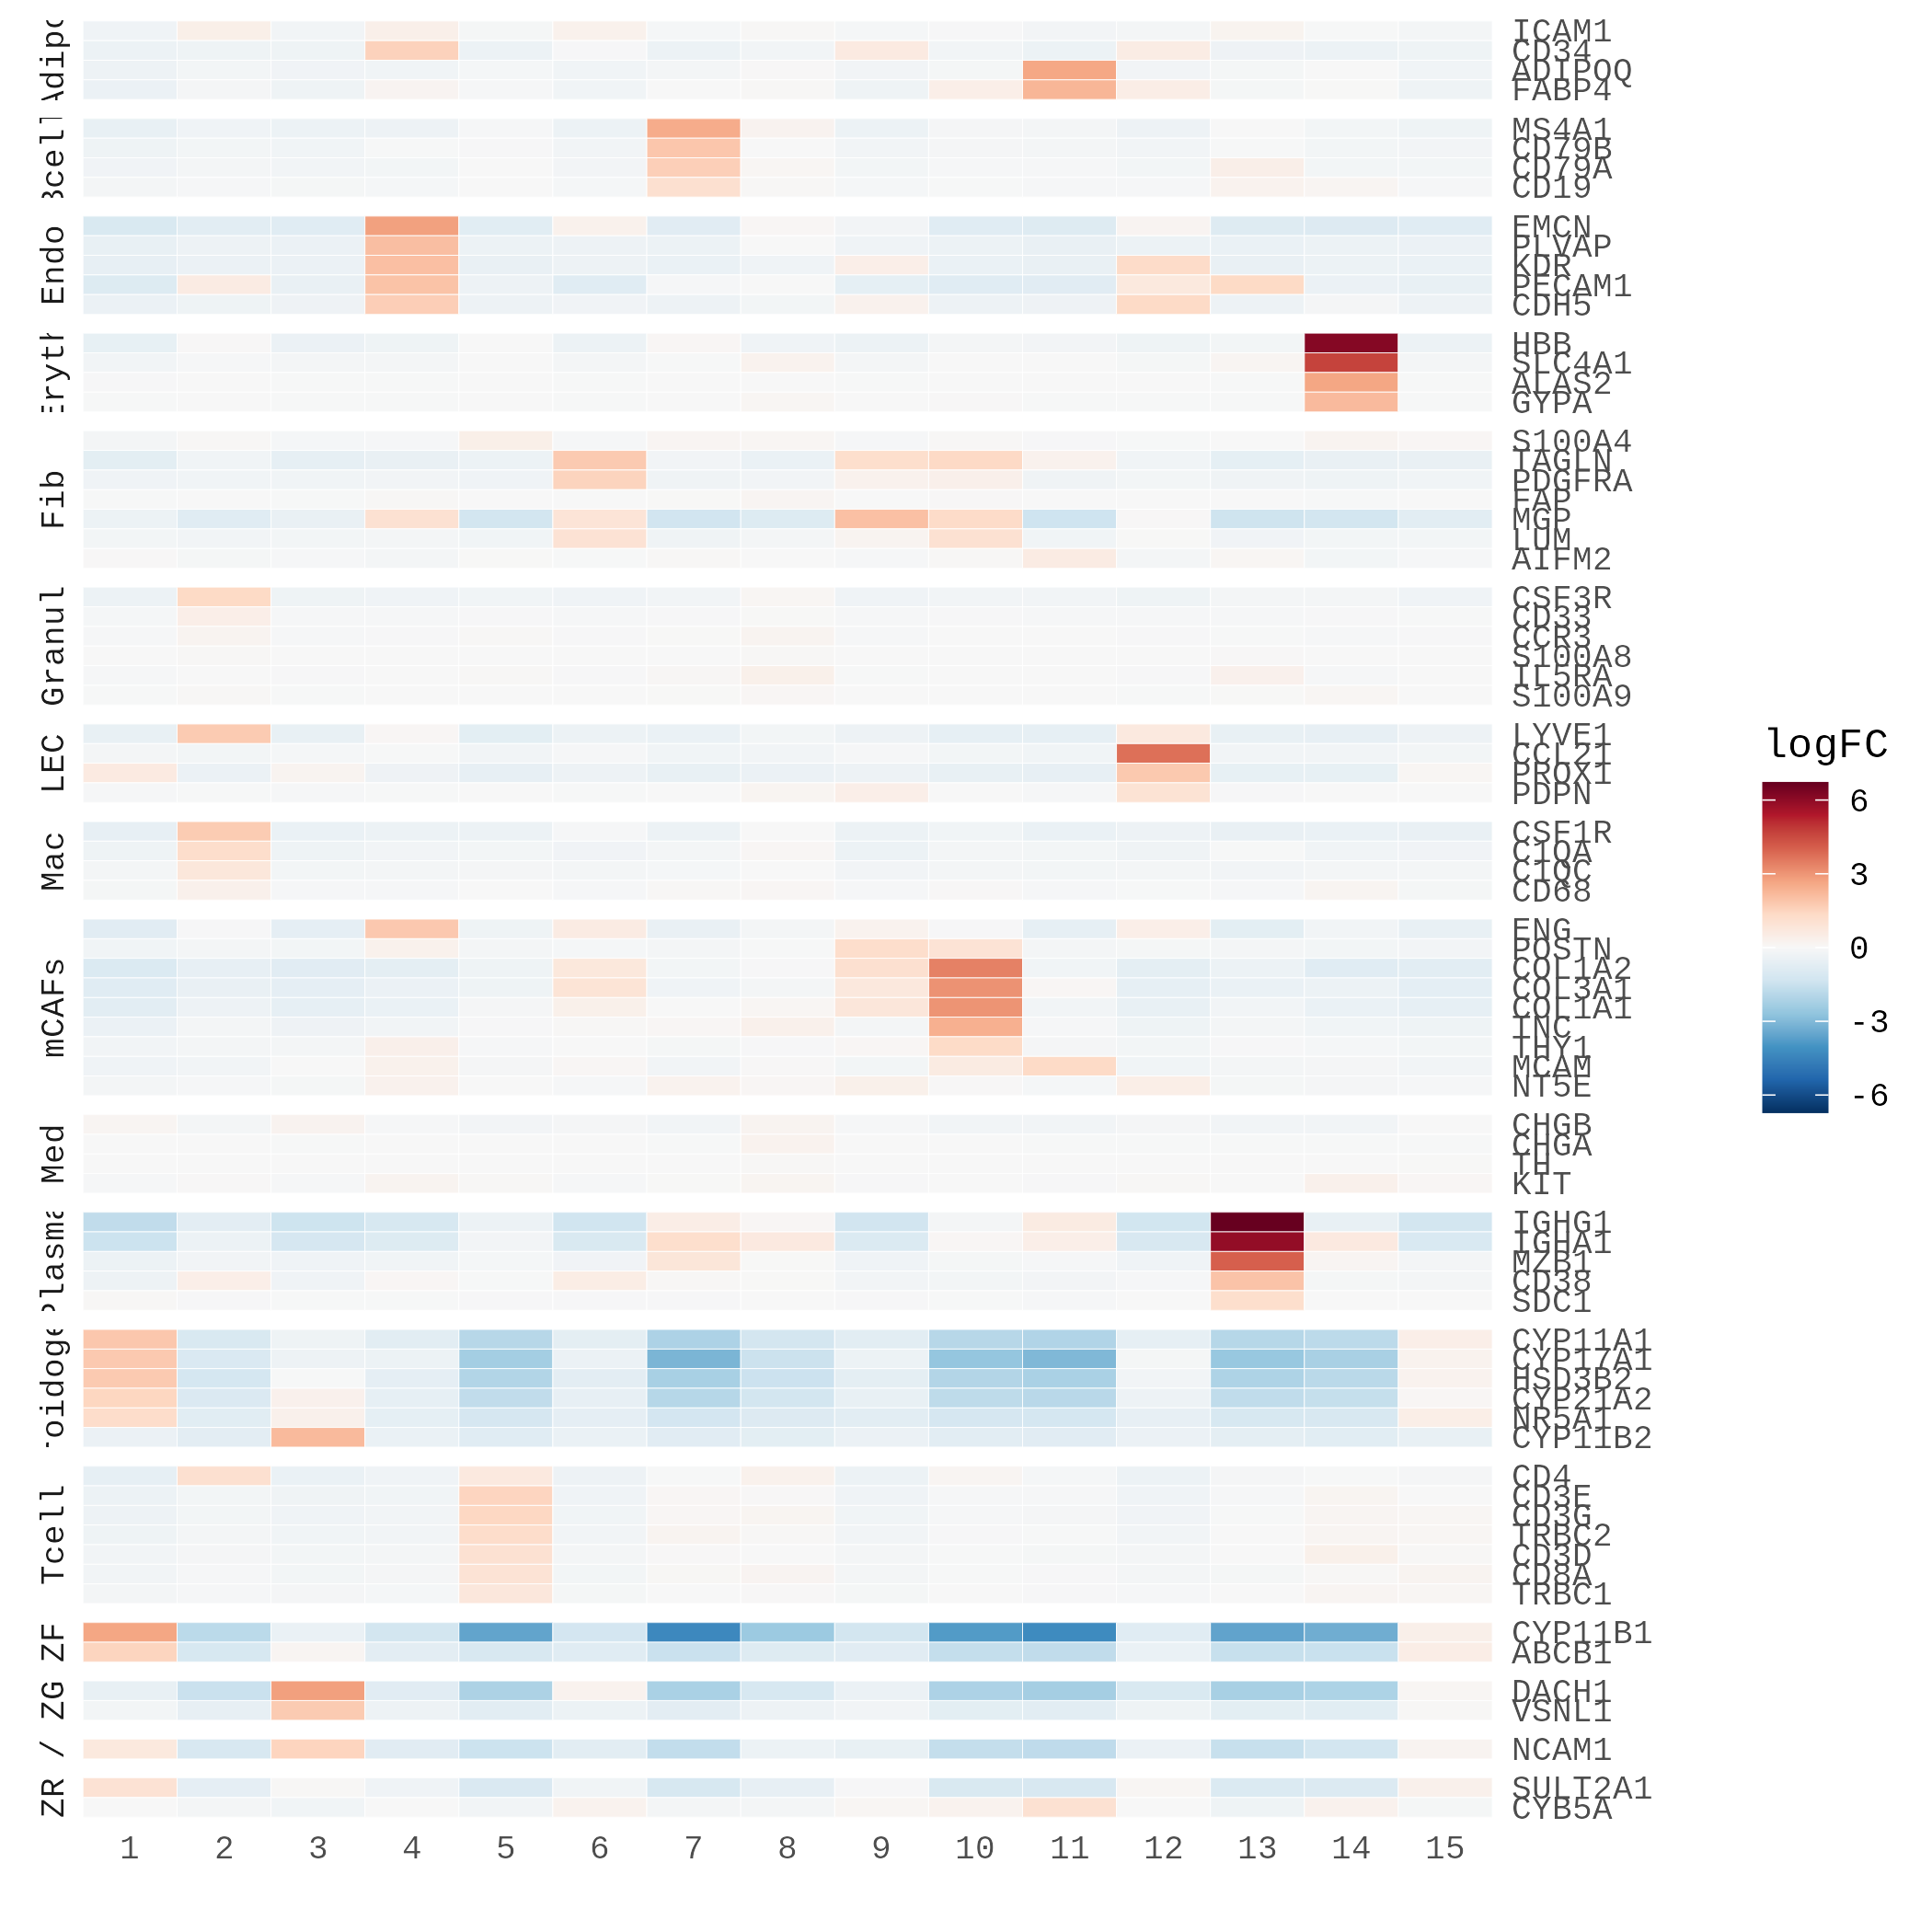 Adipo
ICAM1
CD34
ADIPOQ
FABP4
Bcell
MS4A1
CD79B
CD79A
CD19
Endo
EMCN
PLVAP
KDR
PECAM1
CDH5
Eryth
HBB
SLC4A1
ALAS2
GYPA
Fib
S100A4
TAGLN
PDGFRA
FAP
MGP
LUM
AIFM2
Granul
CSF3R
CD33
CCR3
S100A8
IL5RA
S100A9
LEC
LYVE1
CCL21
PROX1
PDPN
Mac
CSF1R
C1QA
C1QC
CD68
mCAFs
ENG
POSTN
COL1A2
COL3A1
COL1A1
TNC
THY1
MCAM
NT5E
Med
CHGB
CHGA
TH
KIT
Plasma
IGHG1
IGHA1
MZB1
CD38
SDC1
roidoge
CYP11A1
CYP17A1
HSD3B2
CYP21A2
NR5A1
CYP11B2
Tcell
CD4
CD3E
CD3G
TRBC2
CD3D
CD8A
TRBC1
ZF
CYP11B1
ABCB1
ZG
DACH1
VSNL1
/
NCAM1
ZR
SULT2A1
CYB5A
1 2 3 4 5 6 7 8 9 10 11 12 13 14 15
logFC
6
3
0
-3
-6